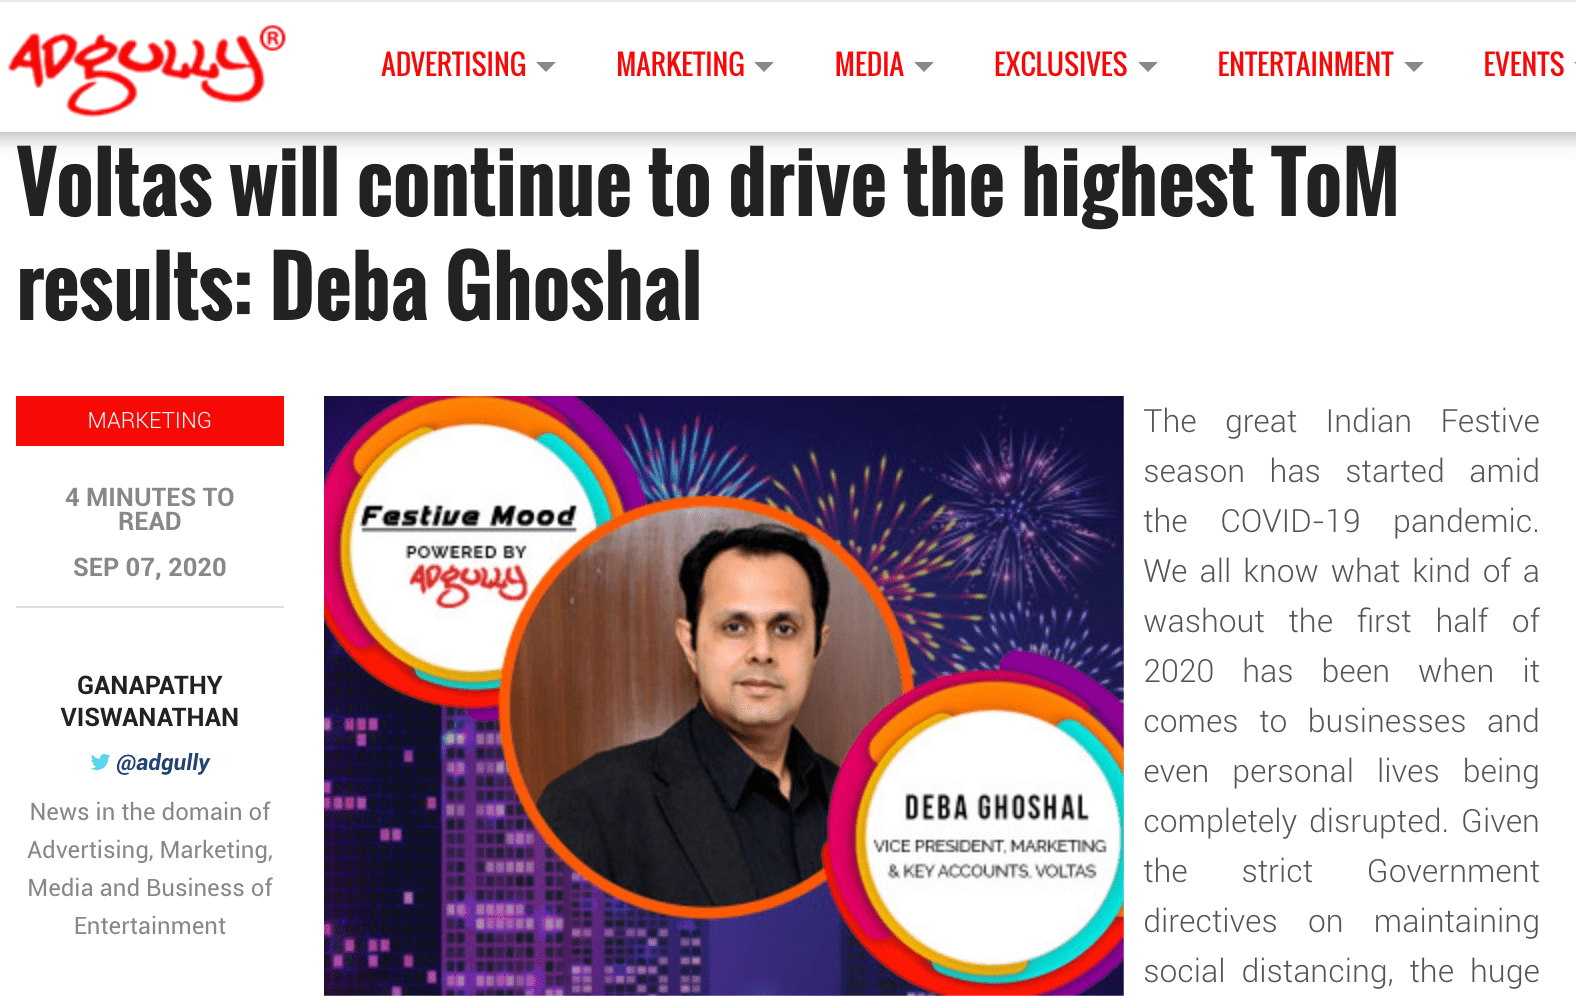 ADGULLY®
ADVERTISING
MARKETING
MEDIA
EXCLUSIVES
ENTERTAINMENT
EVENTS
Voltas will continue to drive the highest ToM
results: Deba Ghoshal
MARKETING
4 MINUTES TO
READ
SEP 07, 2020
GANAPATHY
VISWANATHAN
@adgully
News in the domain of
Advertising, Marketing,
Media and Business of
Entertainment
Festive Mood
POWERED BY
ADGULLY
DEBA GHOSHAL
VICE PRESIDENT, MARKETING
& KEY ACCOUNTS, VOLTAS
The great Indian Festive
season has started amid
the COVID-19 pandemic.
We all know what kind of a
washout the first half of
2020 has been when it
comes to businesses and
even personal lives being
completely disrupted. Given
the strict Government
directives on maintaining
social distancing, the huge